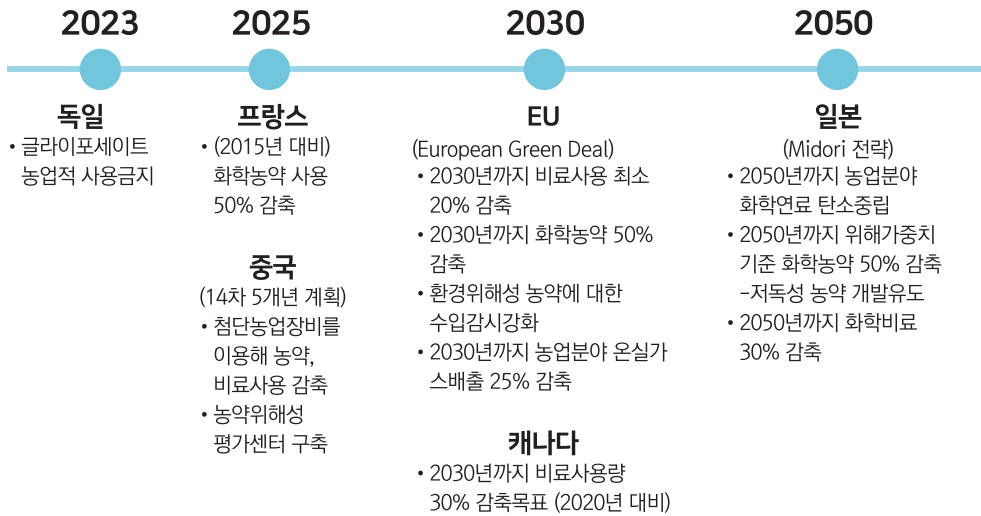 2023
2025
2030
2050
독일
• 글라이포세이트
농업적 사용금지
프랑스
• (2015년 대비)
화학농약 사용
50% 감축
중국
(14차 5개년 계획)
• 첨단농업장비를
이용해 농약,
비료사용 감축
• 농약위해성
평가센터 구축
EU
(European Green Deal)
• 2030년까지 비료사용 최소
20% 감축
• 2030년까지 화학농약 50%
감축
• 환경위해성 농약에 대한
수입감시강화
• 2030년까지 농업분야 온실가
스배출 25% 감축
캐나다
• 2030년까지 비료사용량
30% 감축목표 (2020년 대비)
일본
(Midori 전략)
• 2050년까지 농업분야
화학연료 탄소중립
• 2050년까지 위해가중치
기준 화학농약 50% 감축
-저독성 농약 개발유도
• 2050년까지 화학비료
30% 감축